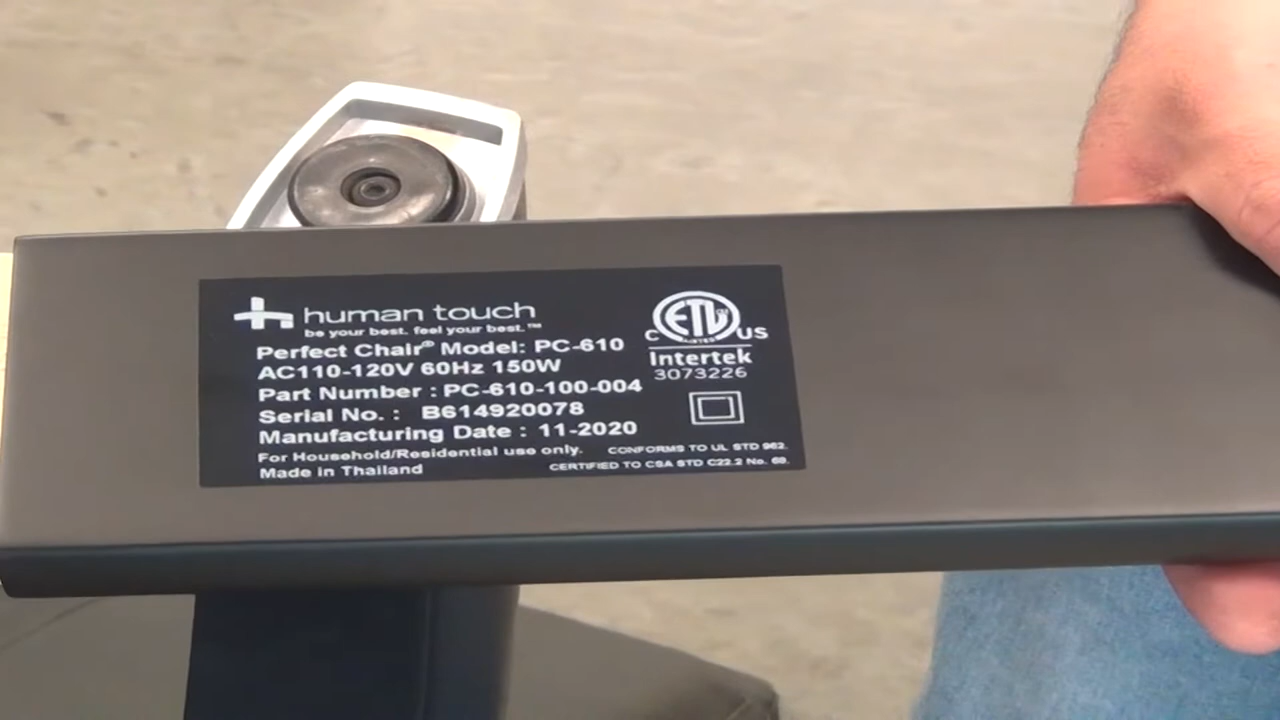 human touch
be your best. feel your best.™
Perfect Chair® Model: PC-610
AC110-120V 60Hz 150W
Part Number : PC-610-100-004
Serial No. : B614920078
Manufacturing Date : 11-2020
For Household/Residential use only.
Made in Thailand
ETL
C US
Intertek
3073226
CONFORMS TO UL STD 962.
CERTIFIED TO CSA STD C22.2 No. 68.